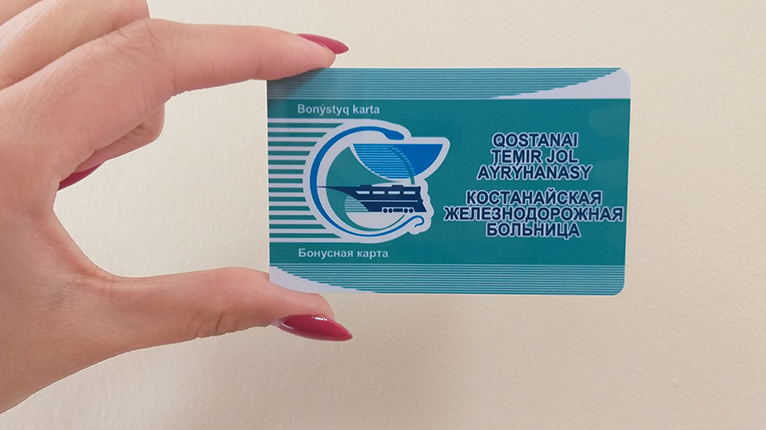 Bonýstyq karta
QOSTANAI
TEMIR JOL
AYRYHANASY
КОСТАНАЙСКАЯ
ЖЕЛЕЗНОДОРОЖНАЯ
БОЛЬНИЦА
Бонусная карта